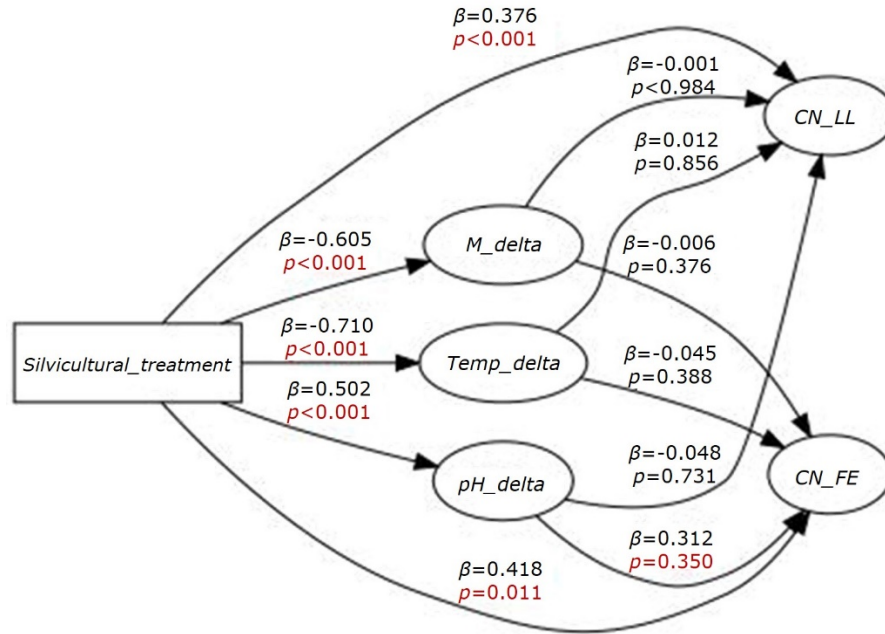 β=0.376
p<0.001
β=-0.001
p<0.984
CN_LL
β=0.012
p=0.856
β=-0.605
p<0.001
M_delta
β=-0.006
p=0.376
Silvicultural_treatment
β=-0.710
p<0.001
Temp_delta
β=-0.045
p=0.388
β=0.502
p<0.001
pH_delta
β=-0.048
p=0.731
CN_FE
β=0.312
p=0.350
β=0.418
p=0.011